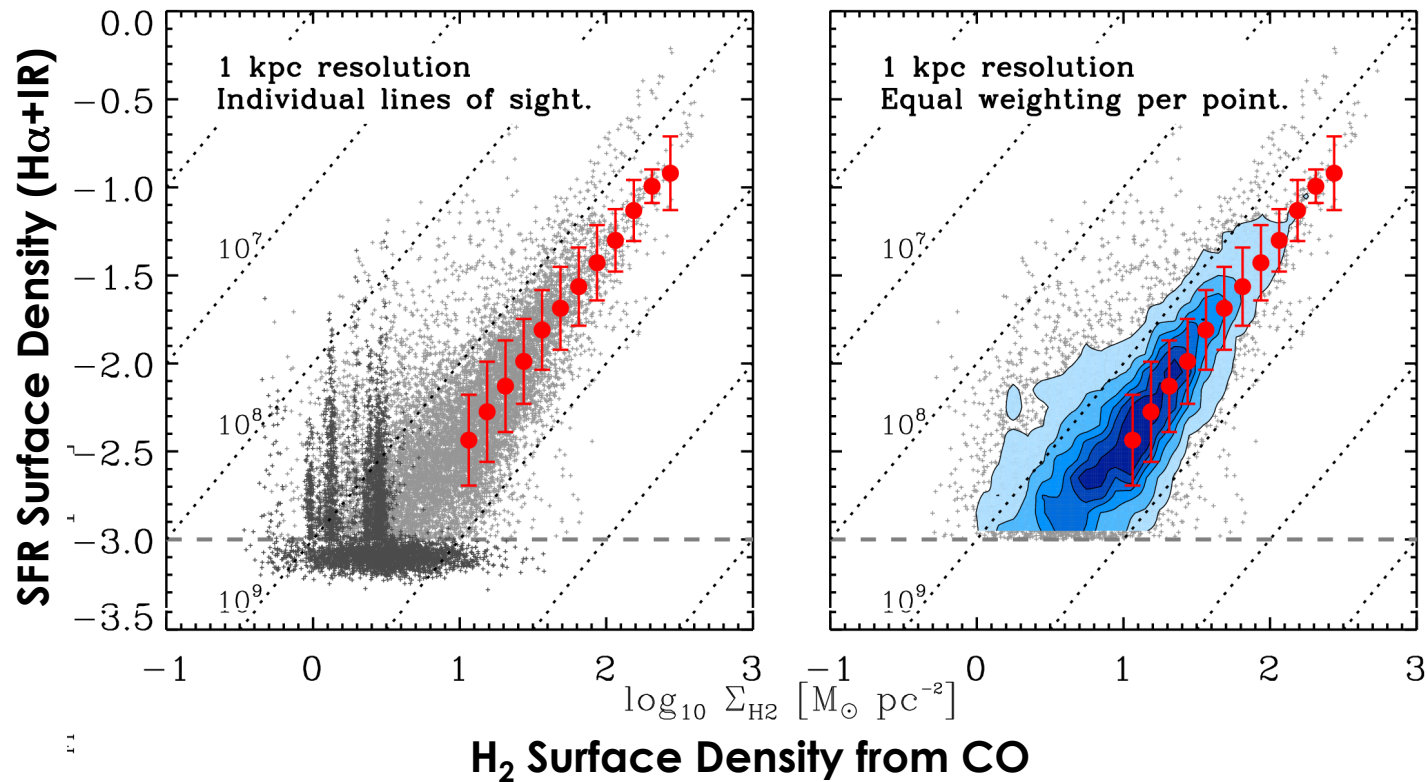 SFR Surface Density (Hα+IR)
0.0
−0.5
−1.0
−1.5
−2.0
−2.5
−3.0
−3.5
1 kpc resolution
Individual lines of sight.
10⁷
10⁸
10⁹
−1 0 1 2 3
1 kpc resolution
Equal weighting per point.
10⁷
10⁸
10⁹
−1 0 1 2 3
log₁₀ Σ_H2 [M⊙ pc⁻²]
H₂ Surface Density from CO